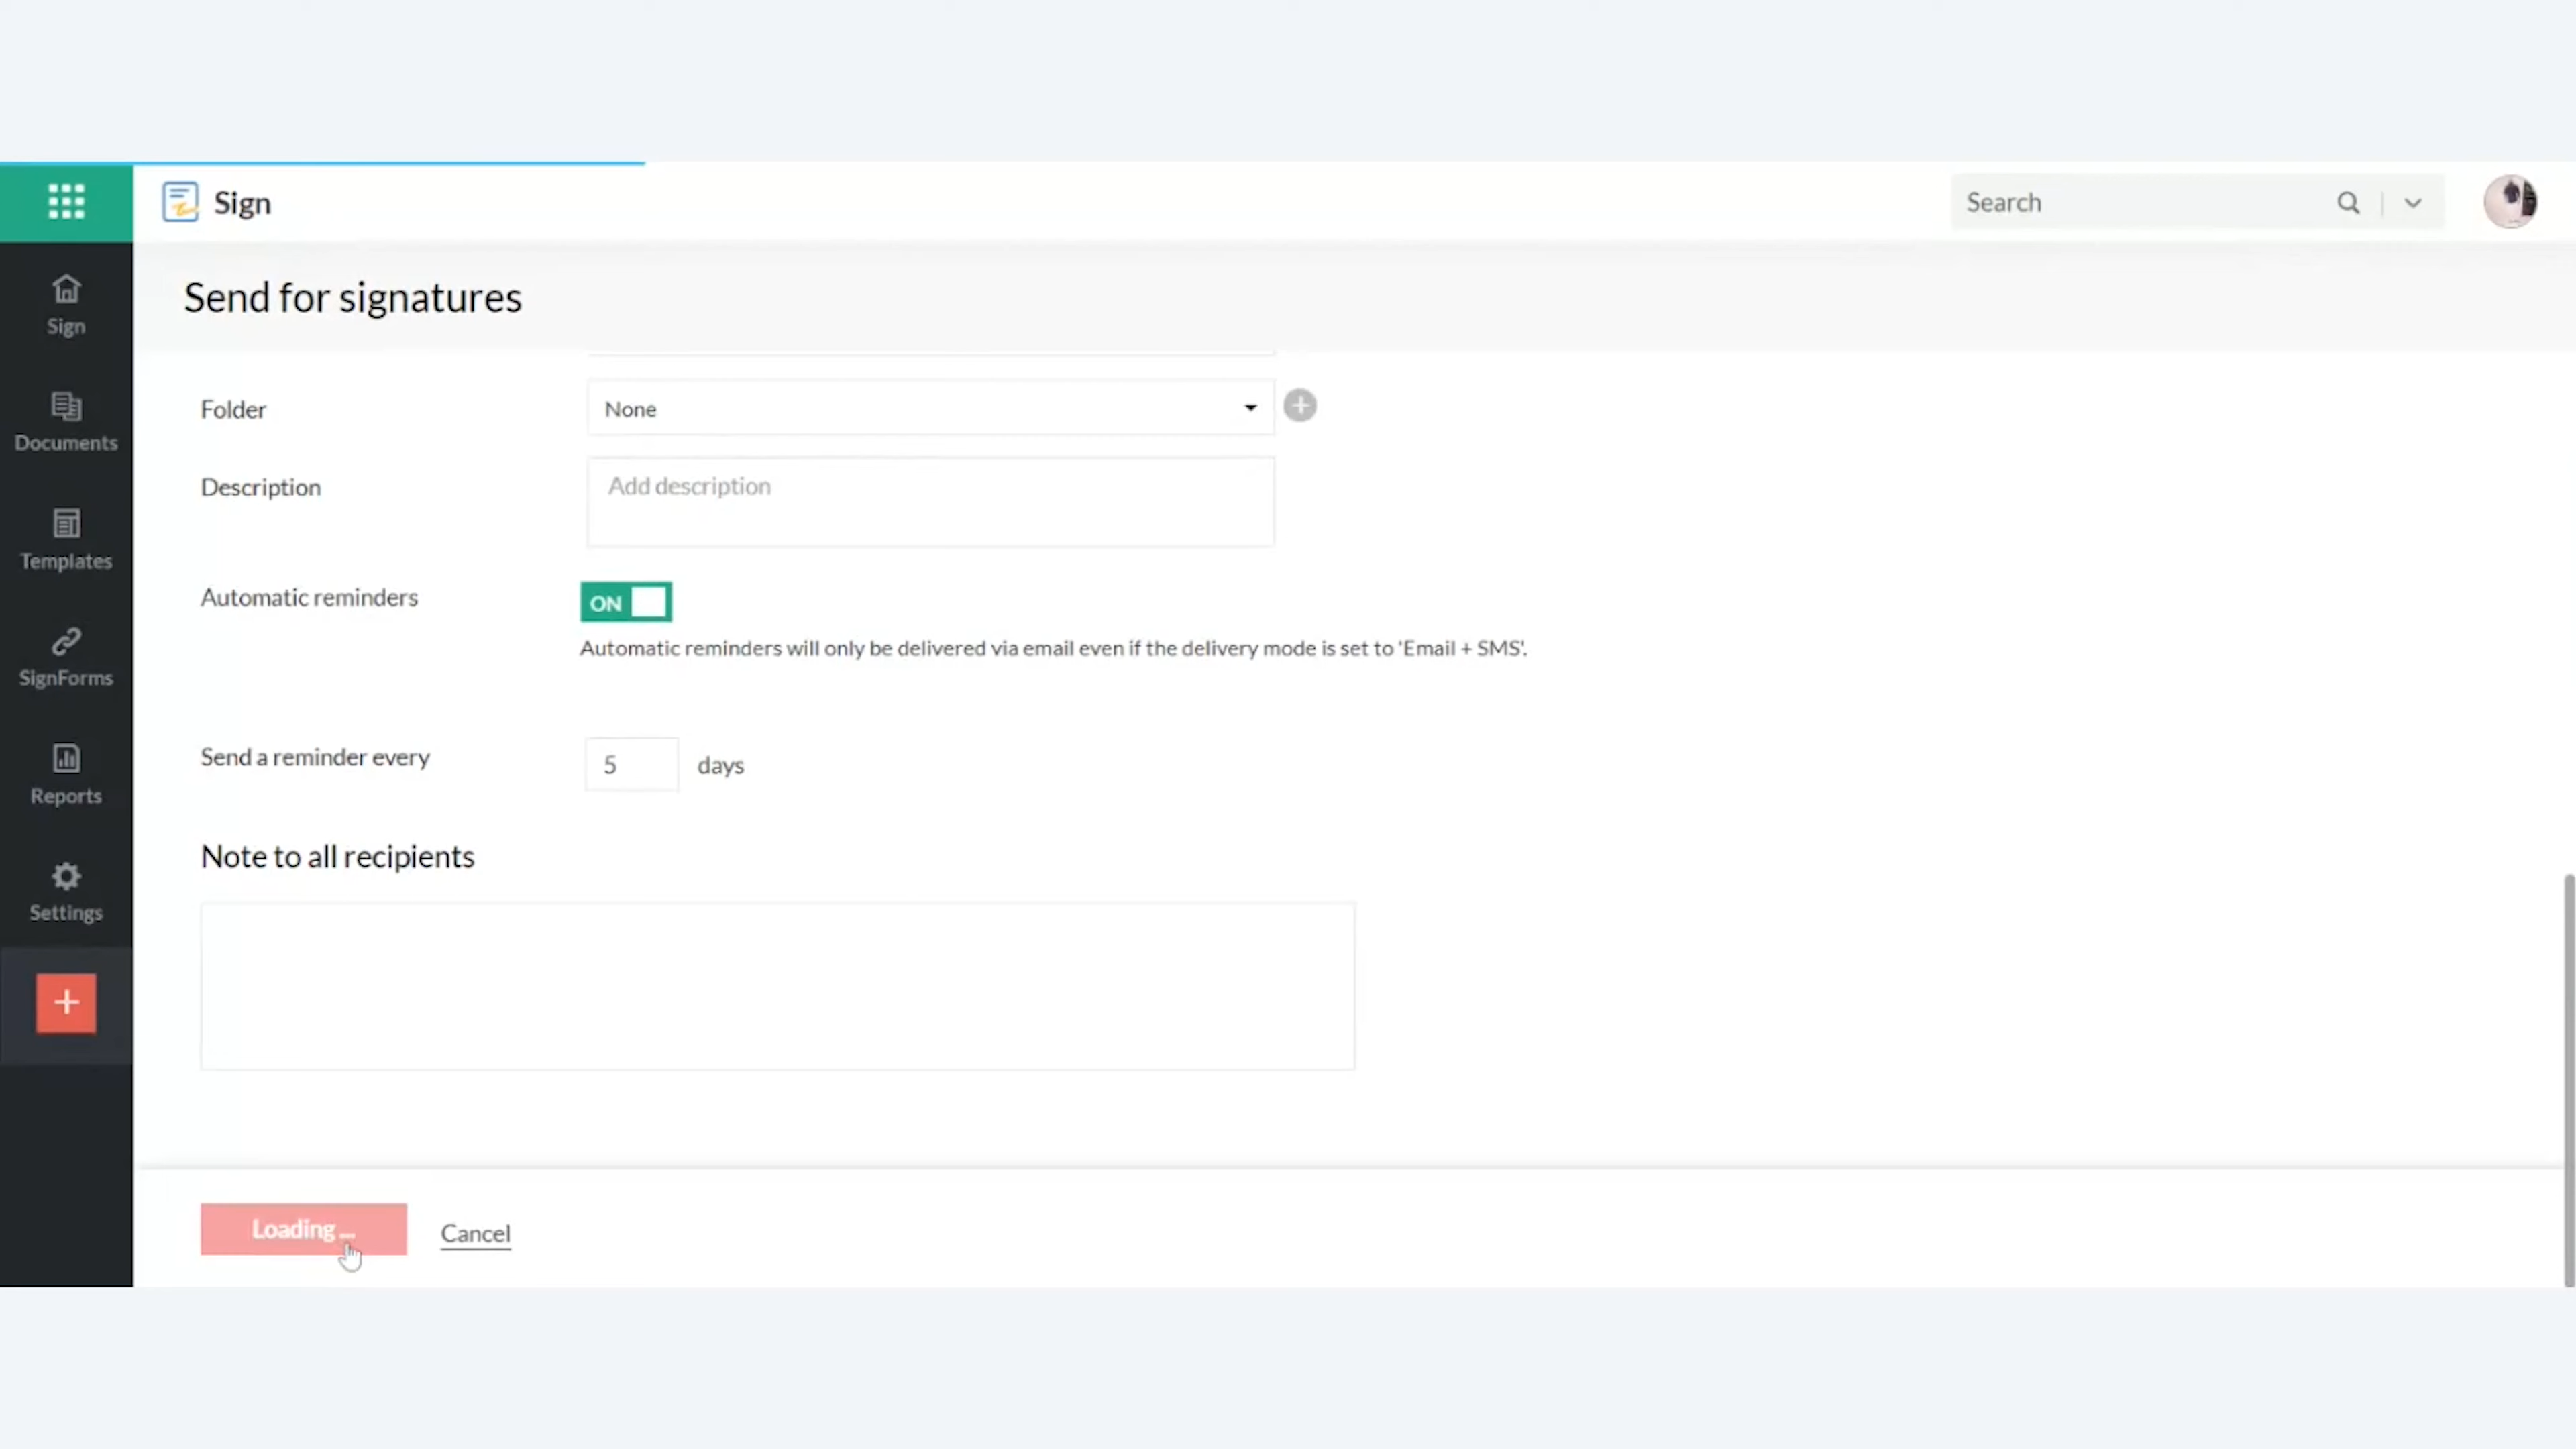 Sign
Search
Send for signatures
Sign
Documents
Templates
SignForms
Reports
Settings
Folder
None
Description
Add description
Automatic reminders
ON
Automatic reminders will only be delivered via email even if the delivery mode is set to 'Email + SMS'.
Send a reminder every
5 days
Note to all recipients
Loading ...
Cancel